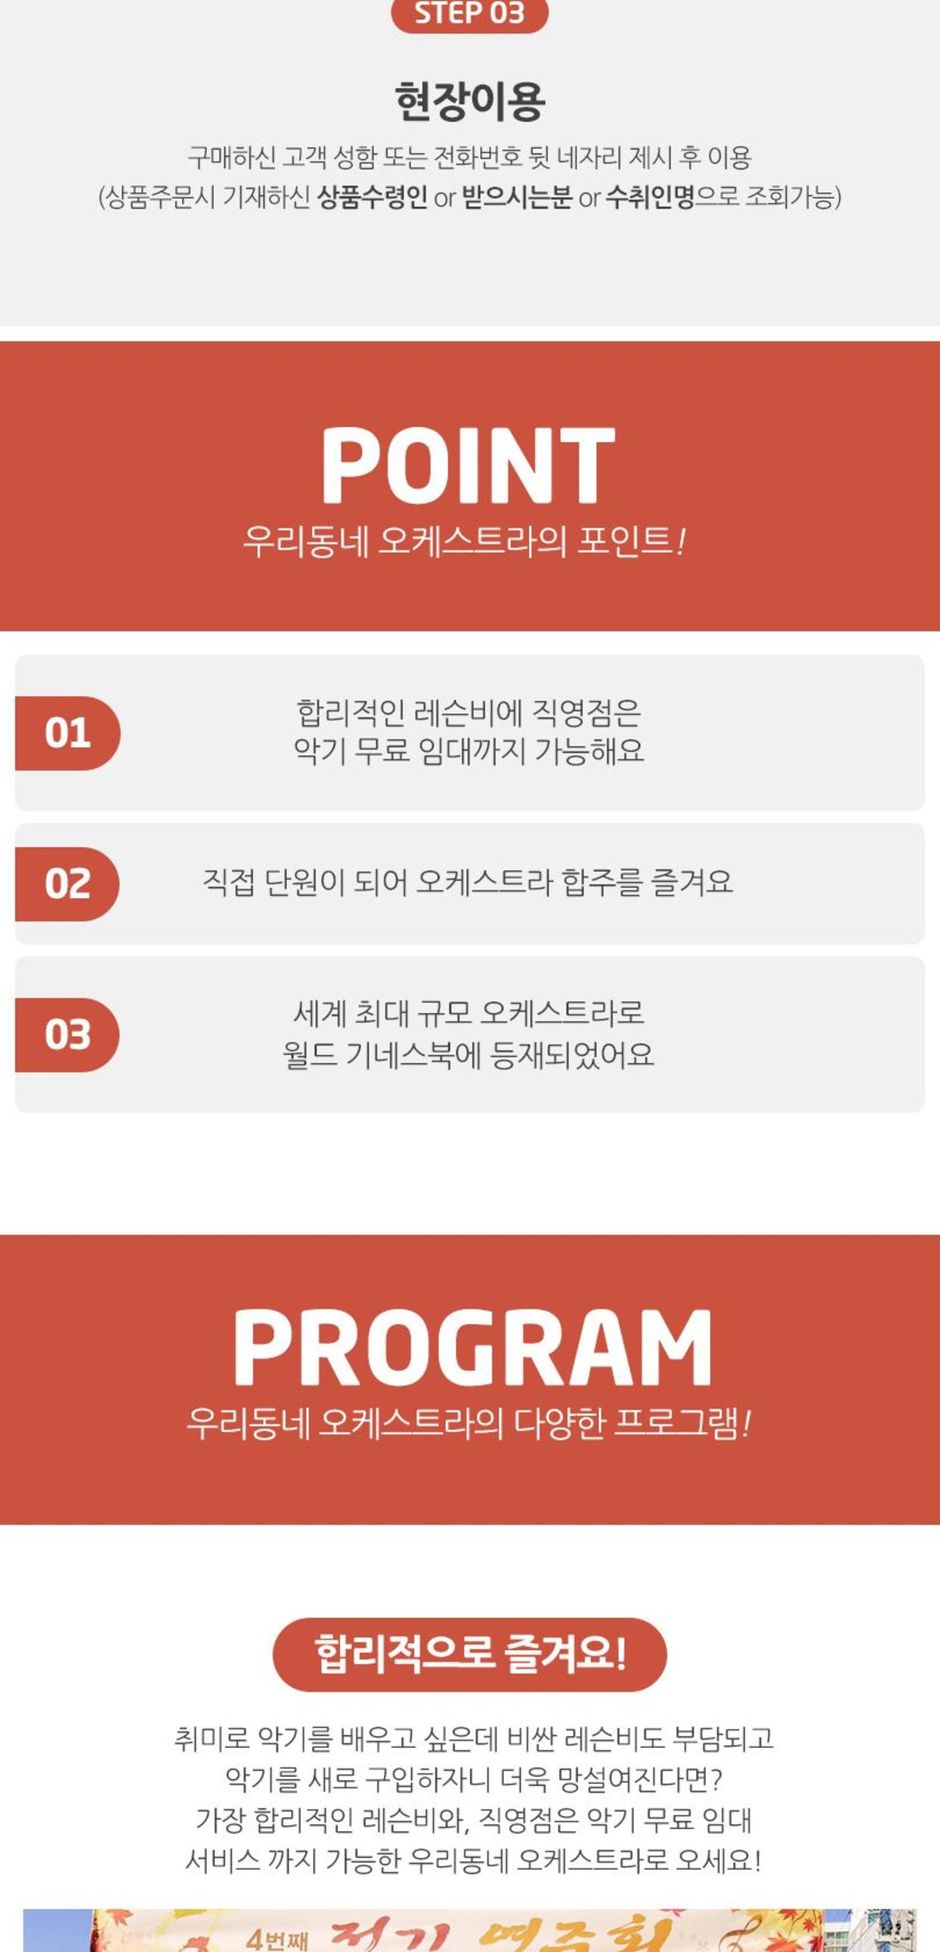 STEP 03
현장이용
구매하신 고객 성함 또는 전화번호 뒷 네자리 제시 후 이용
(상품주문시 기재하신 상품수령인 or 받으시는분 or 수취인명으로 조회가능)
POINT
우리동네 오케스트라의 포인트!
01
합리적인 레슨비에 직영점은
악기 무료 임대까지 가능해요
02
직접 단원이 되어 오케스트라 합주를 즐겨요
03
세계 최대 규모 오케스트라로
월드 기네스북에 등재되었어요
PROGRAM
우리동네 오케스트라의 다양한 프로그램!
합리적으로 즐겨요!
취미로 악기를 배우고 싶은데 비싼 레슨비도 부담되고
악기를 새로 구입하자니 더욱 망설여진다면?
가장 합리적인 레슨비와, 직영점은 악기 무료 임대
서비스 까지 가능한 우리동네 오케스트라로 오세요!
4번째 정기 연주회